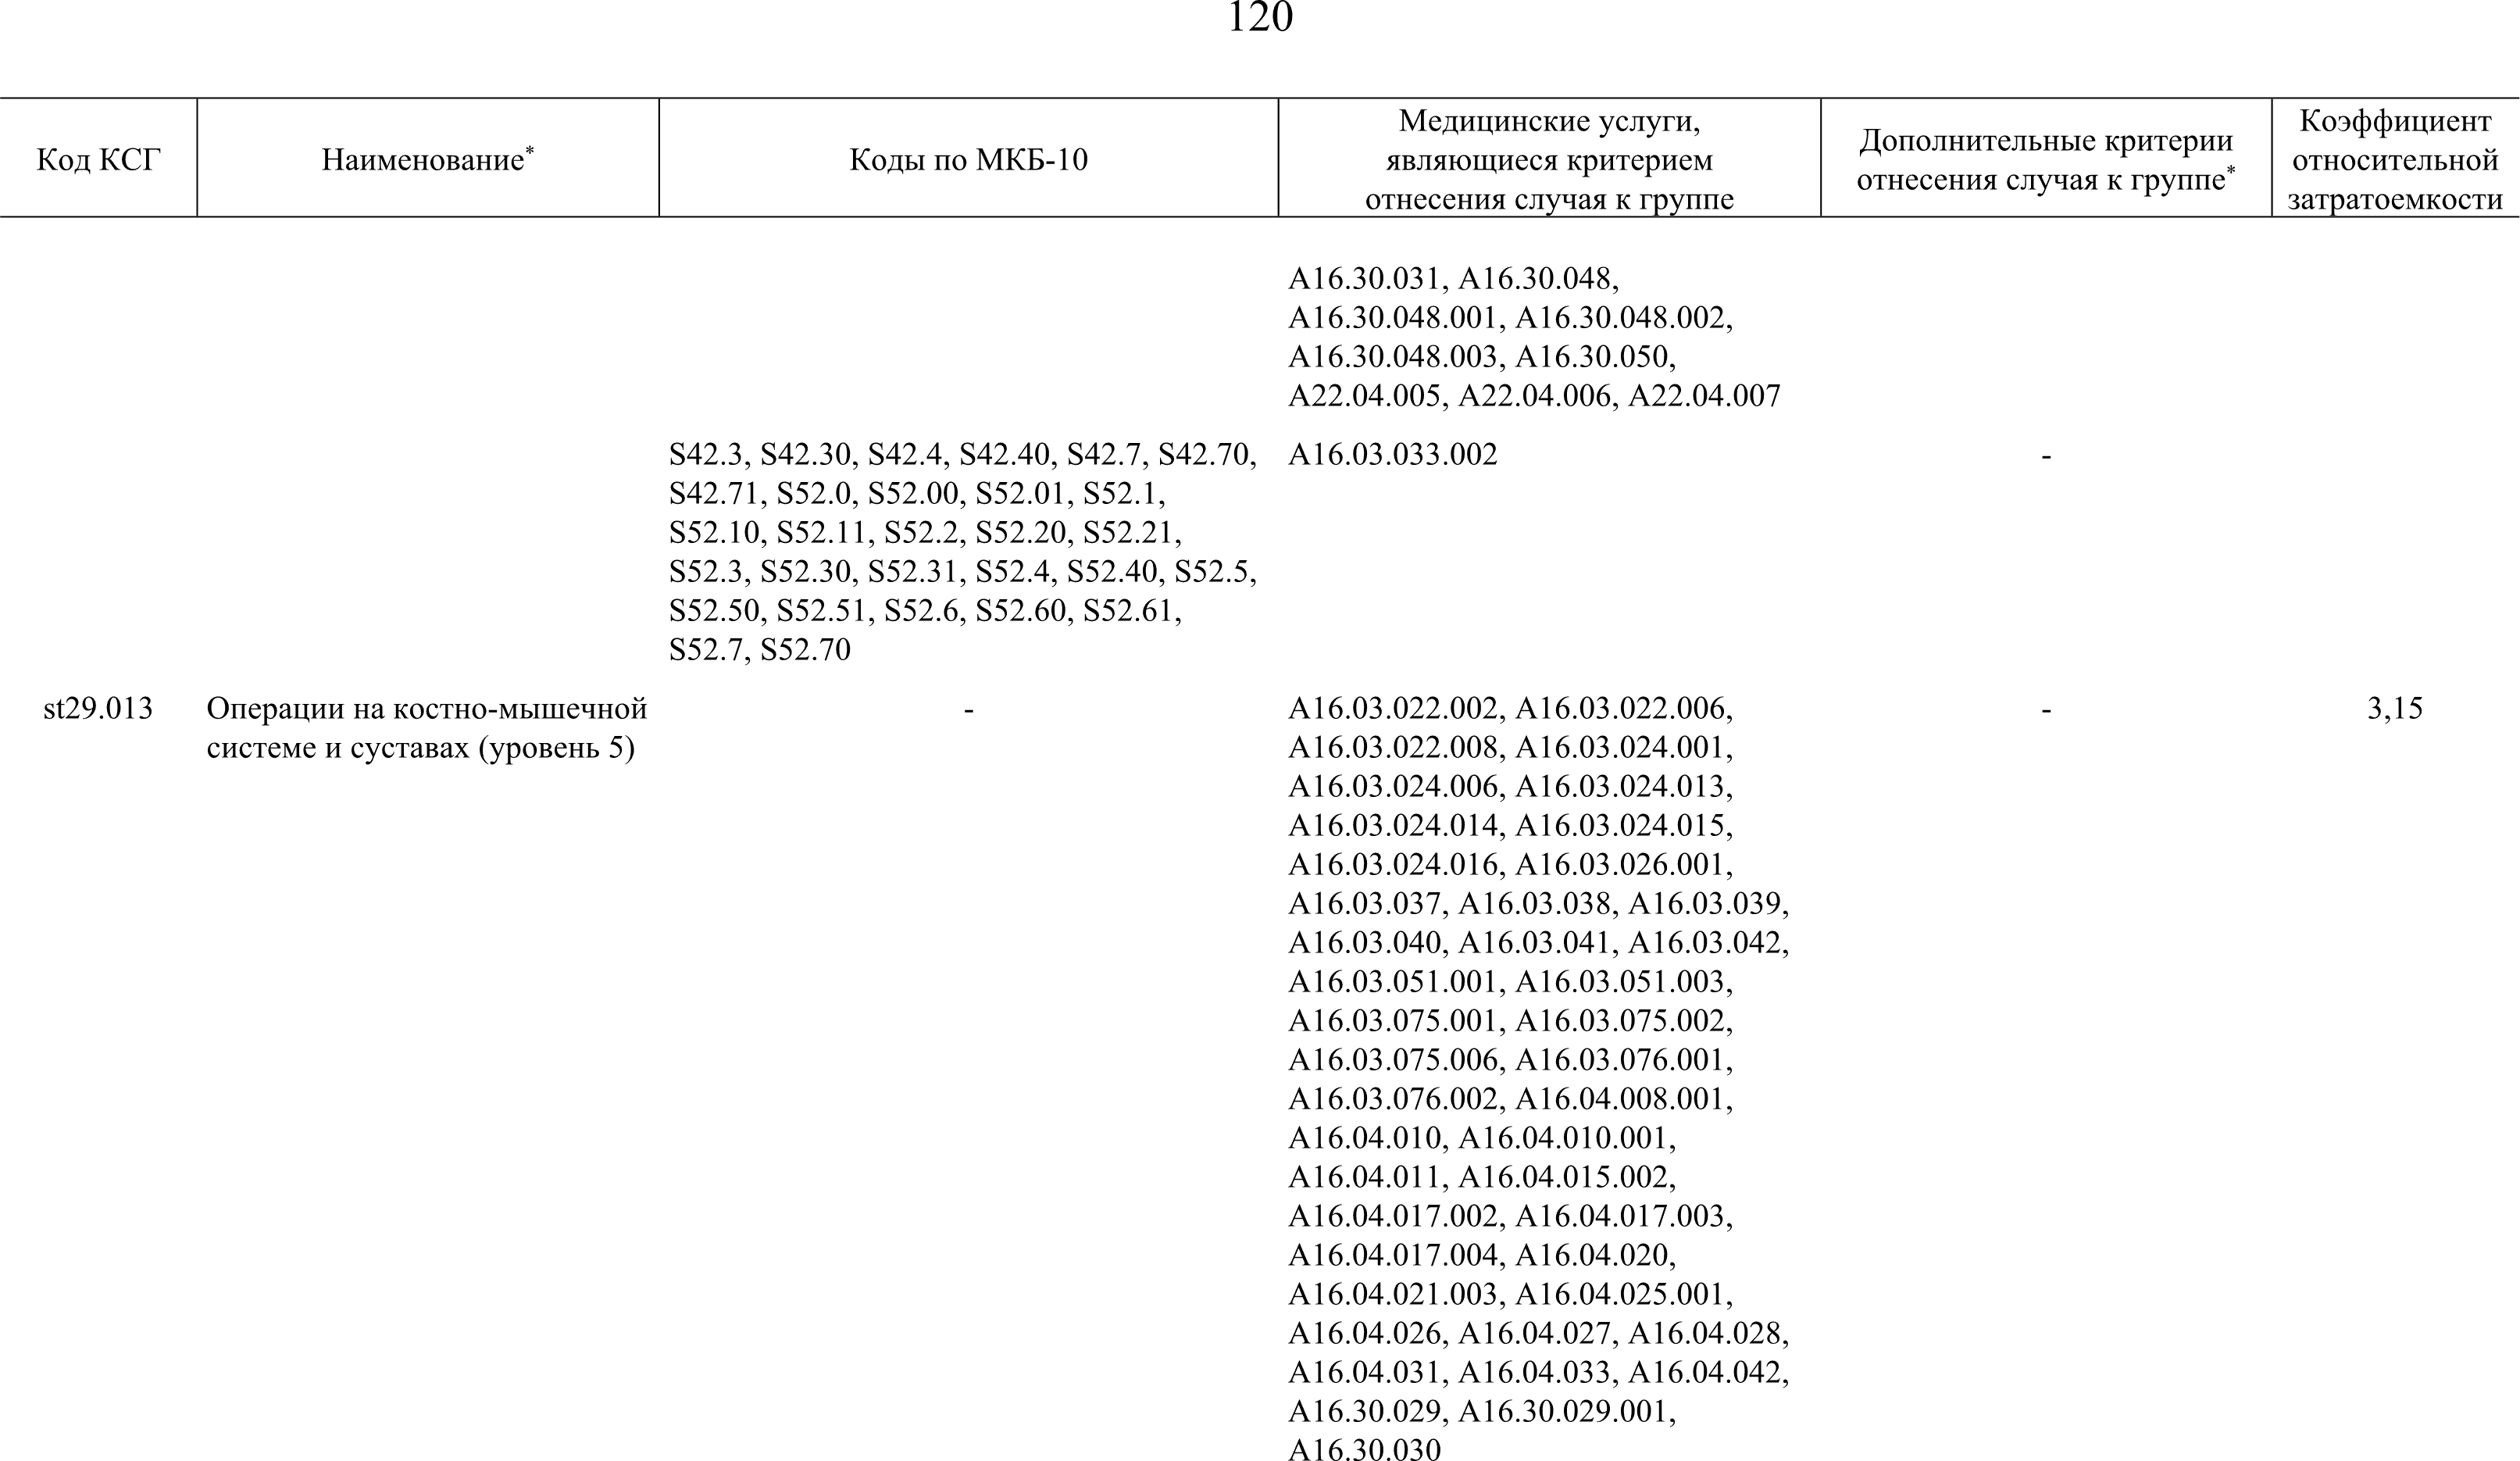 120
Код КСГ
Наименование*
Коды по МКБ-10
Медицинские услуги,
являющиеся критерием
отнесения случая к группе
Дополнительные критерии
отнесения случая к группе*
Коэффициент
относительной
затратоемкости
A16.30.031, A16.30.048,
A16.30.048.001, A16.30.048.002,
A16.30.048.003, A16.30.050,
A22.04.005, A22.04.006, A22.04.007
S42.3, S42.30, S42.4, S42.40, S42.7, S42.70,
S42.71, S52.0, S52.00, S52.01, S52.1,
S52.10, S52.11, S52.2, S52.20, S52.21,
S52.3, S52.30, S52.31, S52.4, S52.40, S52.5,
S52.50, S52.51, S52.6, S52.60, S52.61,
S52.7, S52.70
A16.03.033.002
-
st29.013
Операции на костно-мышечной
системе и суставах (уровень 5)
-
A16.03.022.002, A16.03.022.006,
A16.03.022.008, A16.03.024.001,
A16.03.024.006, A16.03.024.013,
A16.03.024.014, A16.03.024.015,
A16.03.024.016, A16.03.026.001,
A16.03.037, A16.03.038, A16.03.039,
A16.03.040, A16.03.041, A16.03.042,
A16.03.051.001, A16.03.051.003,
A16.03.075.001, A16.03.075.002,
A16.03.075.006, A16.03.076.001,
A16.03.076.002, A16.04.008.001,
A16.04.010, A16.04.010.001,
A16.04.011, A16.04.015.002,
A16.04.017.002, A16.04.017.003,
A16.04.017.004, A16.04.020,
A16.04.021.003, A16.04.025.001,
A16.04.026, A16.04.027, A16.04.028,
A16.04.031, A16.04.033, A16.04.042,
A16.30.029, A16.30.029.001,
A16.30.030
-
3,15